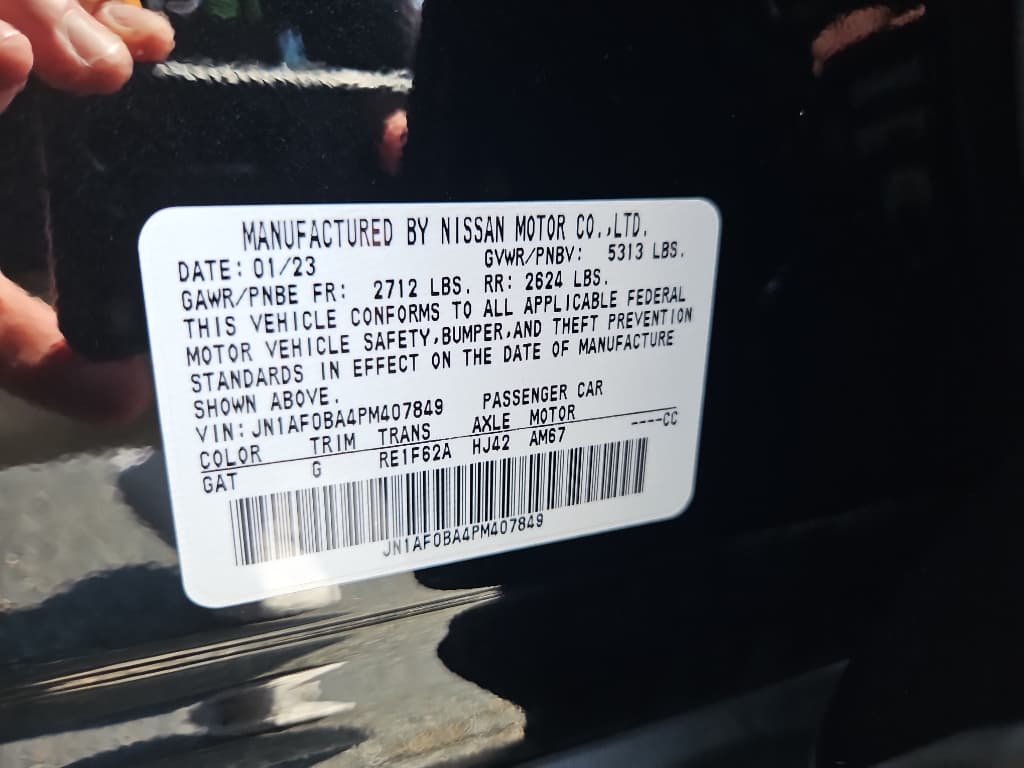 MANUFACTURED BY NISSAN MOTOR CO.,LTD.
DATE: 01/23 GVWR/PNBV: 5313 LBS.
GAWR/PNBE FR: 2712 LBS. RR: 2624 LBS.
THIS VEHICLE CONFORMS TO ALL APPLICABLE FEDERAL
MOTOR VEHICLE SAFETY,BUMPER,AND THEFT PREVENTION
STANDARDS IN EFFECT ON THE DATE OF MANUFACTURE
SHOWN ABOVE.
VIN:JN1AF0BA4PM407849 PASSENGER CAR
COLOR TRIM TRANS AXLE MOTOR ----CC
GAT G RE1F62A HJ42 AM67
JN1AF0BA4PM407849